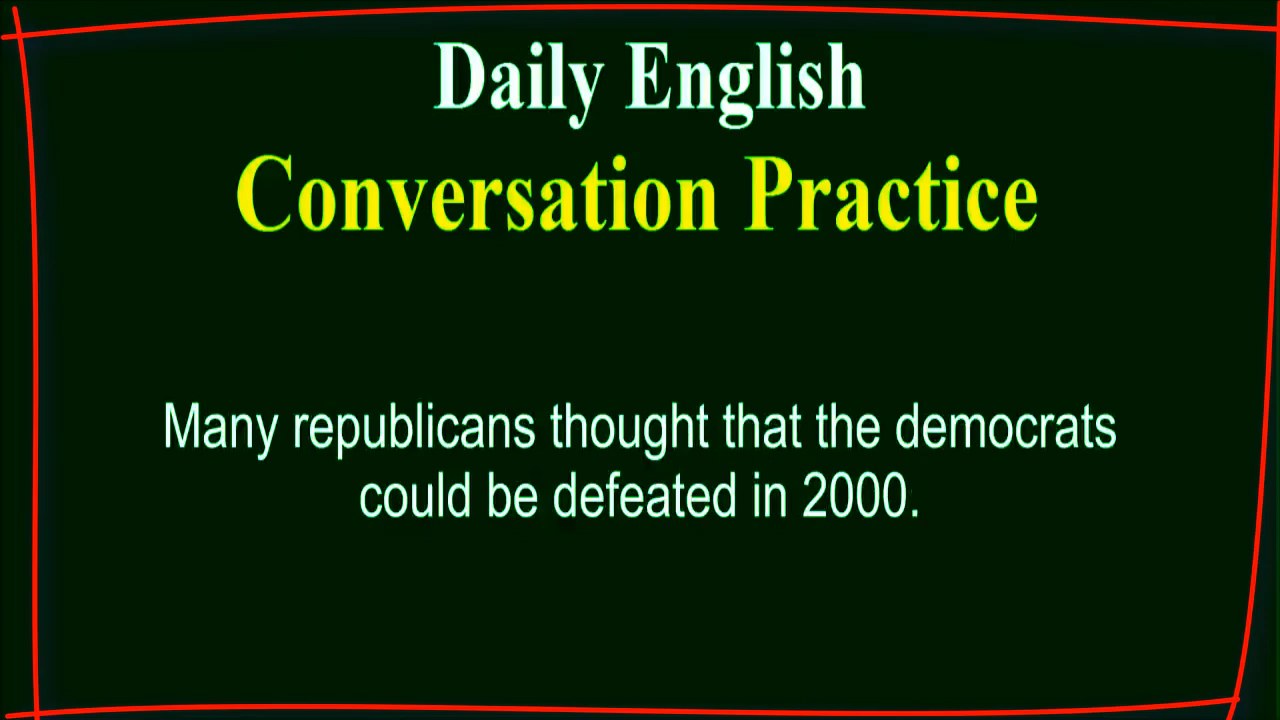 Daily English
Conversation Practice
Many republicans thought that the democrats
could be defeated in 2000.